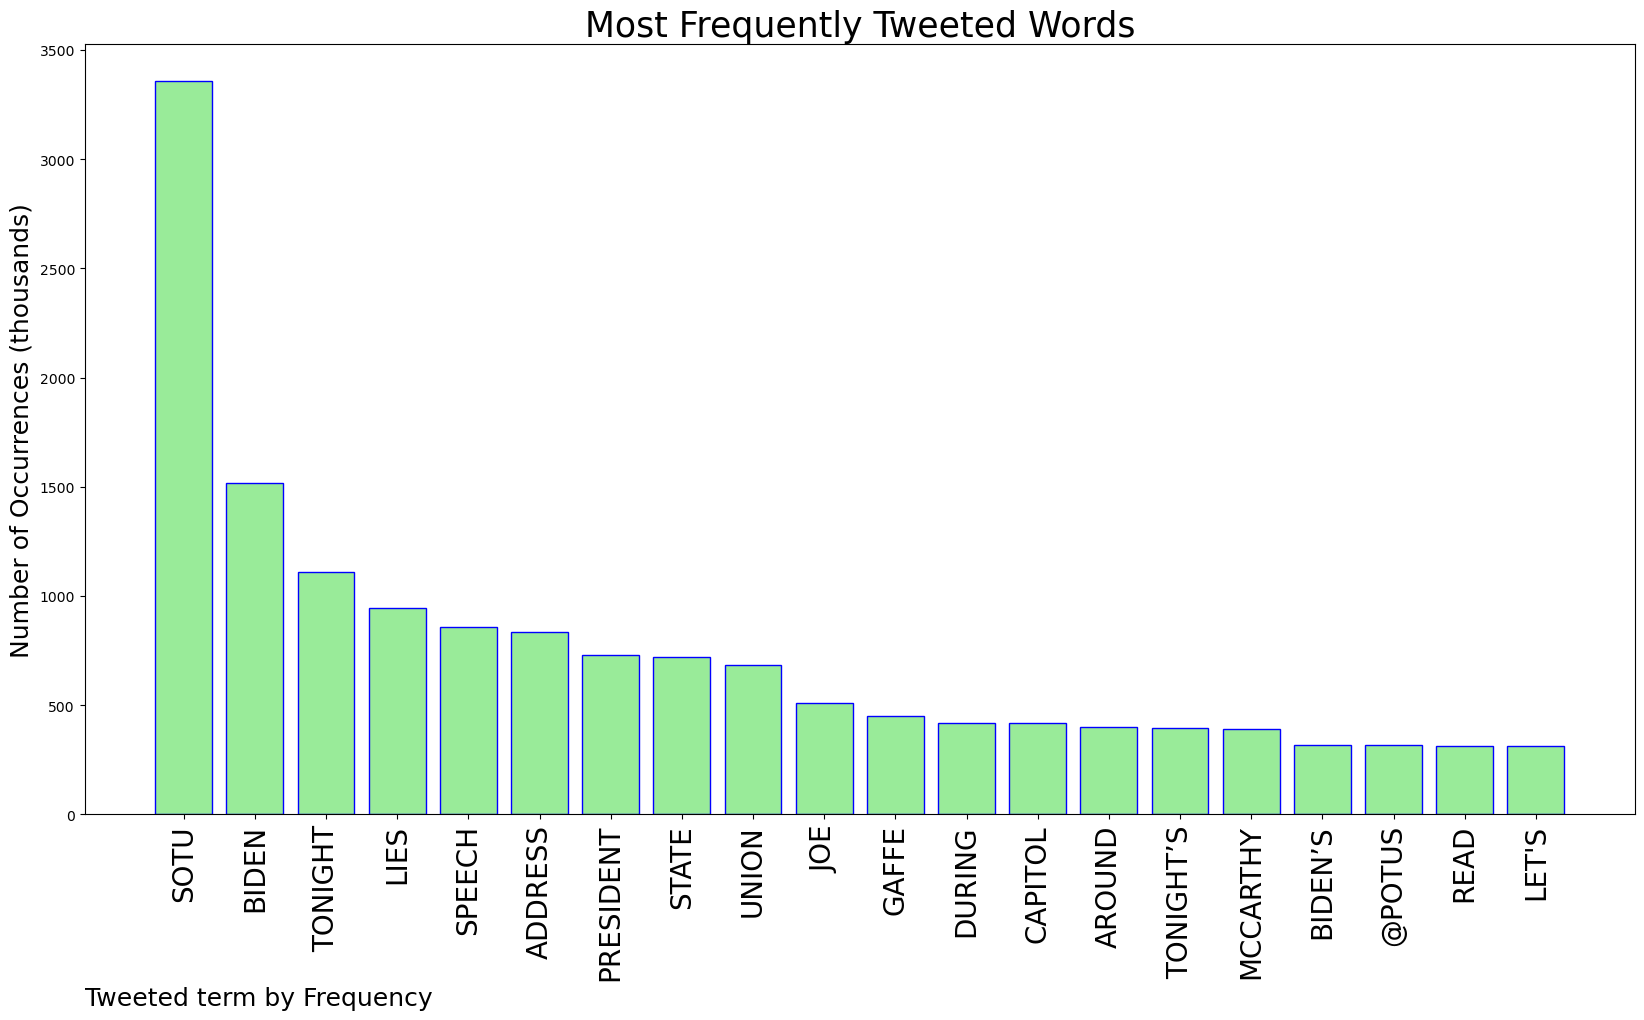 Most Frequently Tweeted Words
Number of Occurrences (thousands)
3500
3000
2500
2000
1500
1000
500
0
SOTU
BIDEN
TONIGHT
LIES
SPEECH
ADDRESS
PRESIDENT
STATE
UNION
JOE
GAFFE
DURING
CAPITOL
AROUND
TONIGHT’S
MCCARTHY
BIDEN’S
@POTUS
READ
LET'S
Tweeted term by Frequency